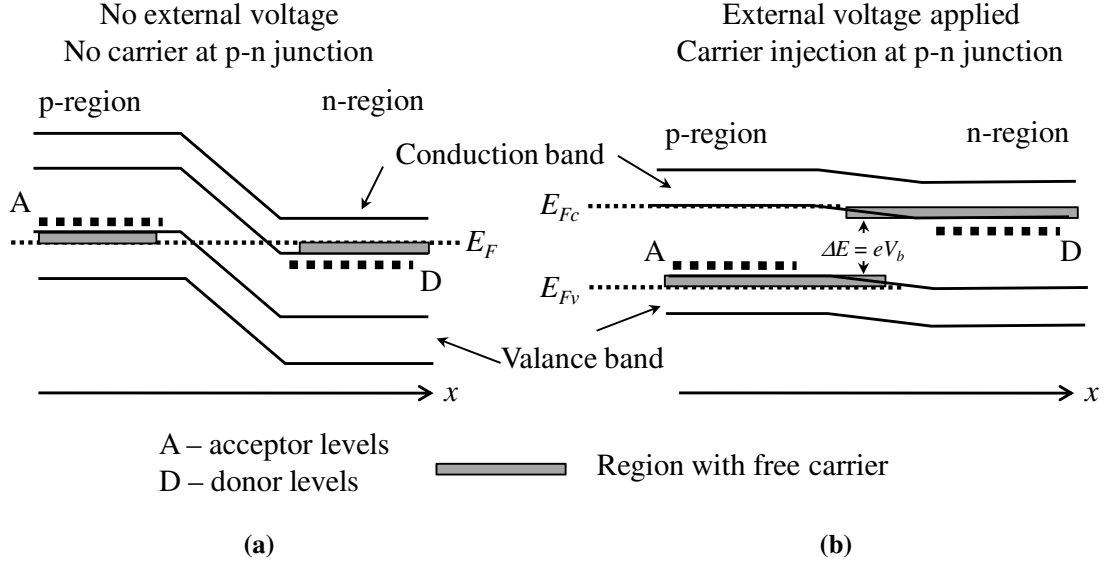 No external voltage
No carrier at p-n junction
p-region
n-region
Conduction band
A
E_F
D
Valance band
x
External voltage applied
Carrier injection at p-n junction
p-region
n-region
E_Fc
A
ΔE = eV_b
D
E_Fv
x
A – acceptor levels
D – donor levels
Region with free carrier
(a)
(b)